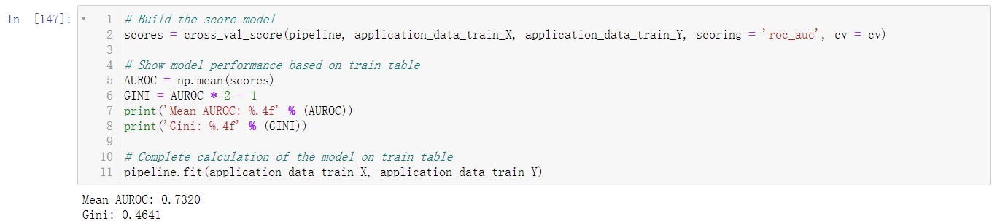 In [147]:
1 # Build the score model
2 scores = cross_val_score(pipeline, application_data_train_X, application_data_train_Y, scoring = 'roc_auc', cv = cv)
3
4 # Show model performance based on train table
5 AUROC = np.mean(scores)
6 GINI = AUROC * 2 - 1
7 print('Mean AUROC: %.4f' % (AUROC))
8 print('Gini: %.4f' % (GINI))
9
10 # Complete calculation of the model on train table
11 pipeline.fit(application_data_train_X, application_data_train_Y)
Mean AUROC: 0.7320
Gini: 0.4641